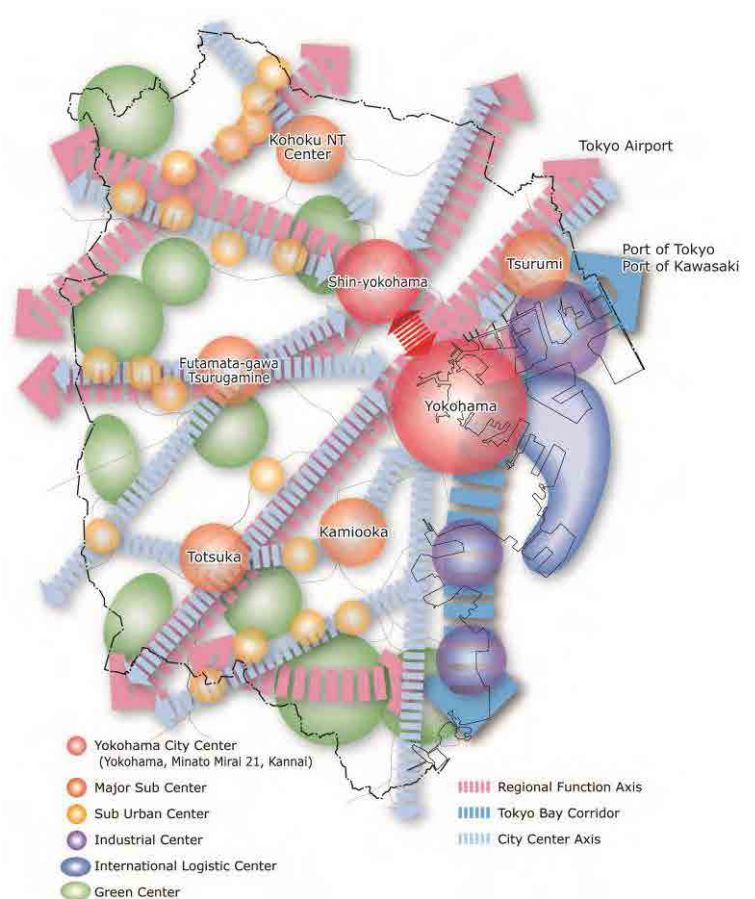 Kohoku NT
Center
Tokyo Airport
Port of Tokyo
Port of Kawasaki
Tsurumi
Shin-yokohama
Futamata-gawa
Tsurugamine
Yokohama
Kamiooka
Totsuka
Yokohama City Center
(Yokohama, Minato Mirai 21, Kannai)
Major Sub Center
Sub Urban Center
Industrial Center
International Logistic Center
Green Center
Regional Function Axis
Tokyo Bay Corridor
City Center Axis